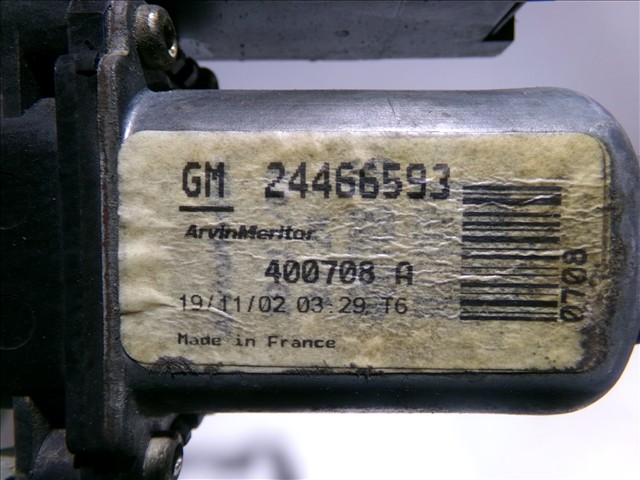 GM 24466593
ArvinMeritor
400708 A
19/11/02 03:29 T6
Made in France
0708